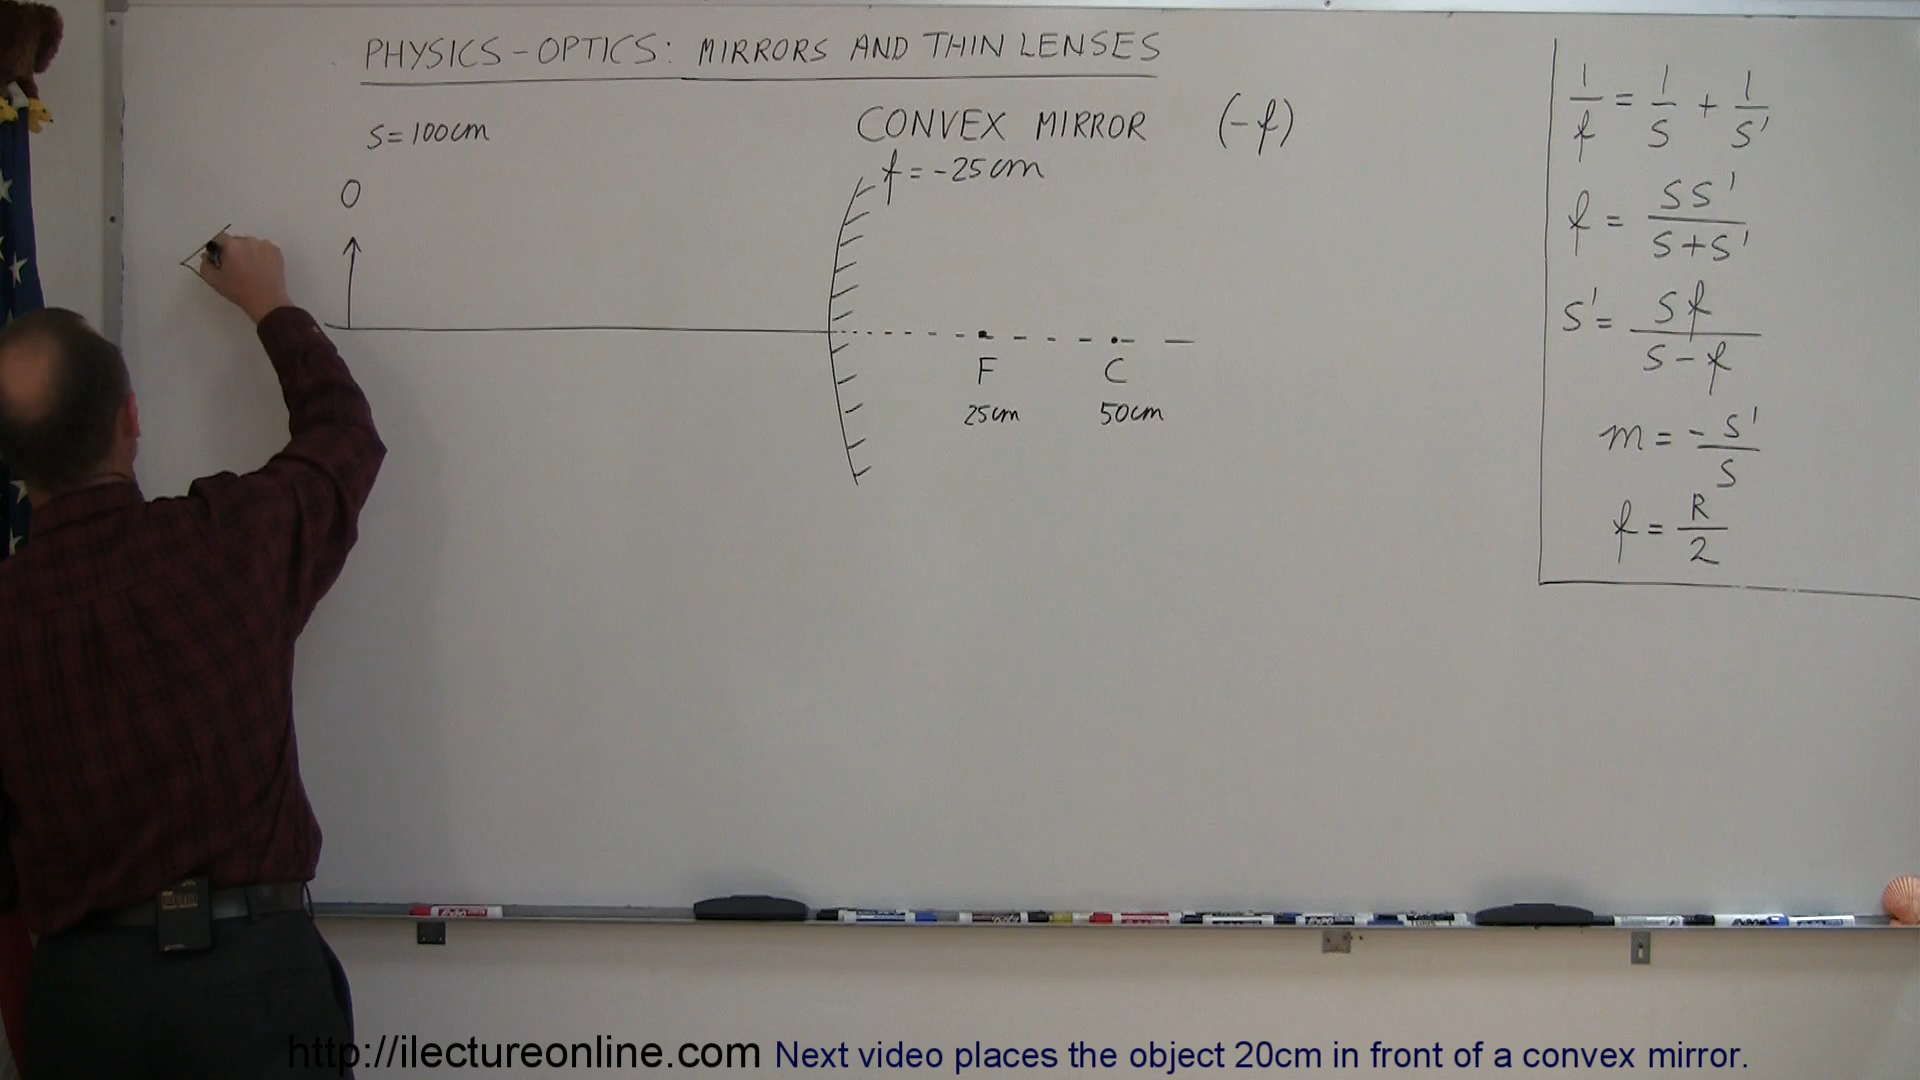 PHYSICS-OPTICS: MIRRORS AND THIN LENSES
S=100cm
CONVEX MIRROR (-f)
f=-25cm
O
F
C
25cm
50cm
1/f = 1/S + 1/S'
f = SS'/S+S'
S' = Sf/S-f
m = -S'/S
f = R/2
http://ilectureonline.com Next video places the object 20cm in front of a convex mirror.